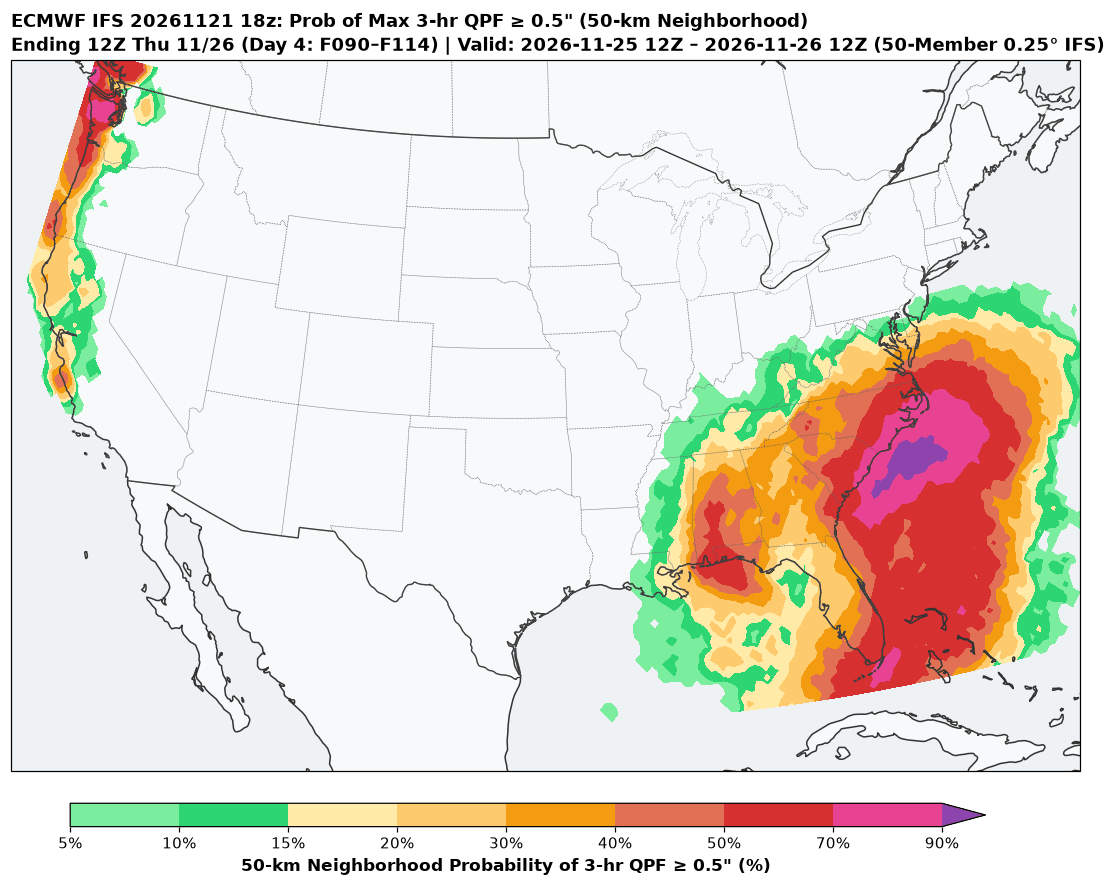 ECMWF IFS 20261121 18z: Prob of Max 3-hr QPF ≥ 0.5" (50-km Neighborhood)
Ending 12Z Thu 11/26 (Day 4: F090–F114) | Valid: 2026-11-25 12Z – 2026-11-26 12Z (50-Member 0.25° IFS)
5% 10% 15% 20% 30% 40% 50% 70% 90%
50-km Neighborhood Probability of 3-hr QPF ≥ 0.5" (%)